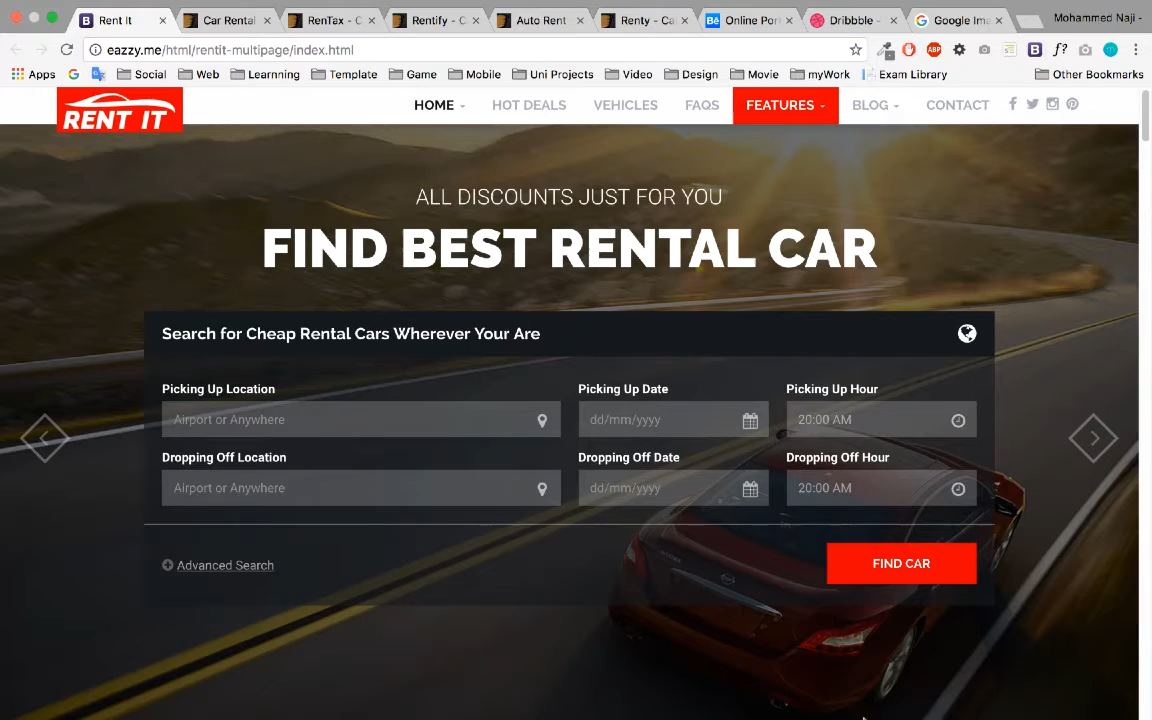 Rent It
Car Rental
RenTax - C
Rentify - C
Auto Rent
Renty - Ca
Online Por
Dribbble -
Google Ima
Mohammed Naji -
eazzy.me/html/rentit-multipage/index.html
Apps
Social
Web
Learnning
Template
Game
Mobile
Uni Projects
Video
Design
Movie
myWork
Exam Library
Other Bookmarks
RENT IT
HOME
HOT DEALS
VEHICLES
FAQS
FEATURES
BLOG
CONTACT
ALL DISCOUNTS JUST FOR YOU
FIND BEST RENTAL CAR
Search for Cheap Rental Cars Wherever Your Are
Picking Up Location
Picking Up Date
Picking Up Hour
Airport or Anywhere
dd/mm/yyyy
20:00 AM
Dropping Off Location
Dropping Off Date
Dropping Off Hour
Airport or Anywhere
dd/mm/yyyy
20:00 AM
Advanced Search
FIND CAR